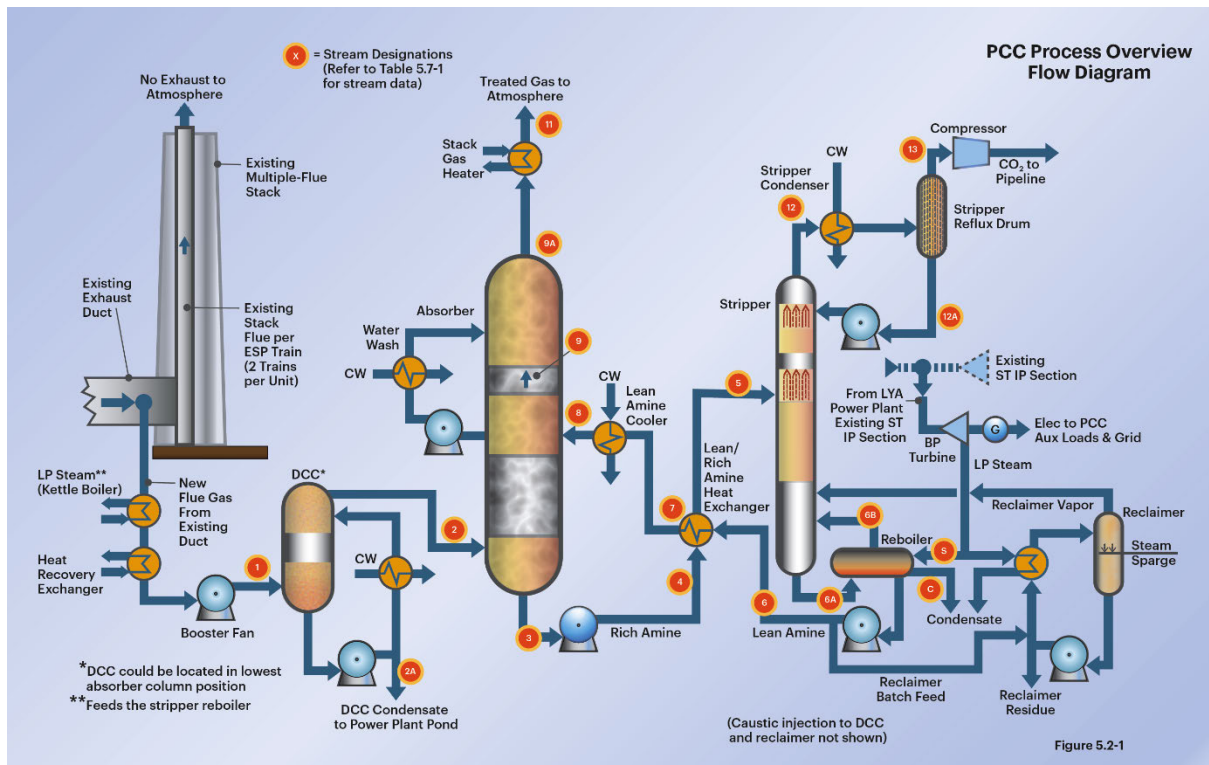 PCC Process Overview
Flow Diagram
X
= Stream Designations
(Refer to Table 5.7-1
for stream data)
No Exhaust to
Atmosphere
Existing
Multiple-Flue
Stack
Existing
Exhaust
Duct
Existing
Stack
Flue per
ESP Train
(2 Trains
per Unit)
LP Steam**
(Kettle Boiler)
New
Flue Gas
From
Existing
Duct
Heat
Recovery
Exchanger
Booster Fan
1
DCC*
CW
2
2A
DCC Condensate
to Power Plant Pond
*DCC could be located in lowest
absorber column position
**Feeds the stripper reboiler
Treated Gas to
Atmosphere
11
Stack
Gas
Heater
9A
Absorber
Water
Wash
CW
9
8
CW
Lean
Amine
Cooler
3
Rich Amine
4
7
Lean/
Rich
Amine
Heat
Exchanger
5
6
Lean Amine
Stripper
Condenser
CW
12
13
Compressor
CO2 to
Pipeline
Stripper
Reflux Drum
12A
Stripper
Existing
ST IP Section
From LYA
Power Plant
Existing ST
IP Section
BP
Turbine
G
Elec to PCC
Aux Loads & Grid
LP Steam
Reclaimer Vapor
Reclaimer
Steam
Sparge
6B
Reboiler
S
6A
C
Condensate
Reclaimer
Batch Feed
Reclaimer
Residue
(Caustic injection to DCC
and reclaimer not shown)
Figure 5.2-1